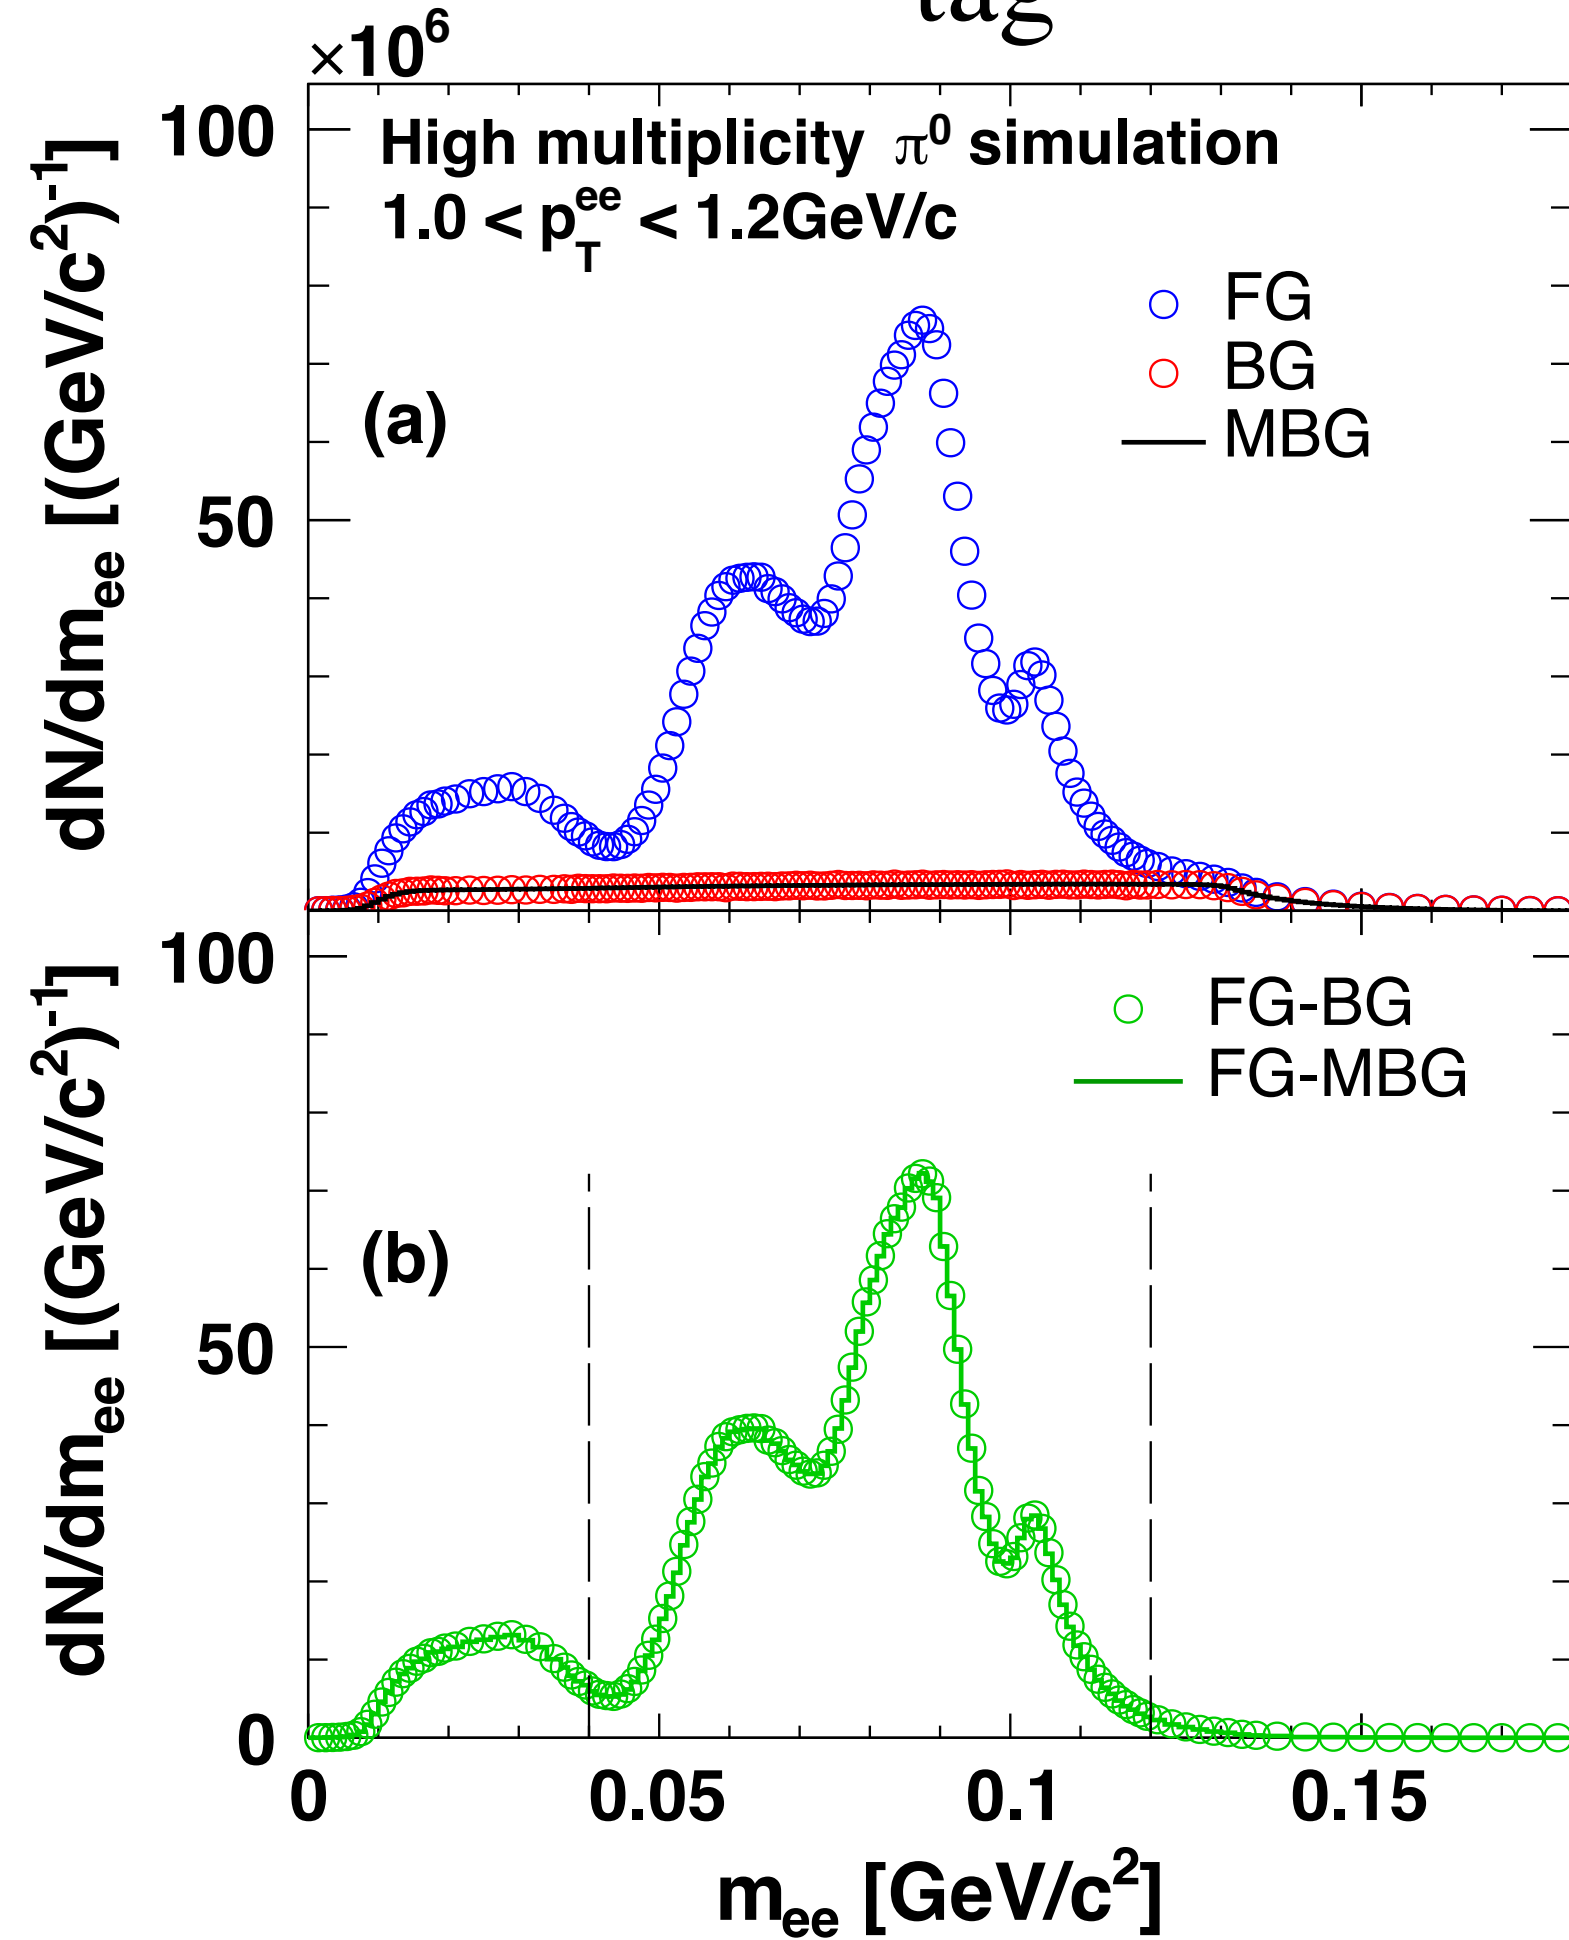 tag
×10⁶
100
High multiplicity π⁰ simulation
1.0 < p_T^ee < 1.2GeV/c
FG
BG
MBG
(a)
50
dN/dm_ee [(GeV/c²)⁻¹]
100
FG-BG
FG-MBG
(b)
50
dN/dm_ee [(GeV/c²)⁻¹]
0
0 0.05 0.1 0.15
m_ee [GeV/c²]